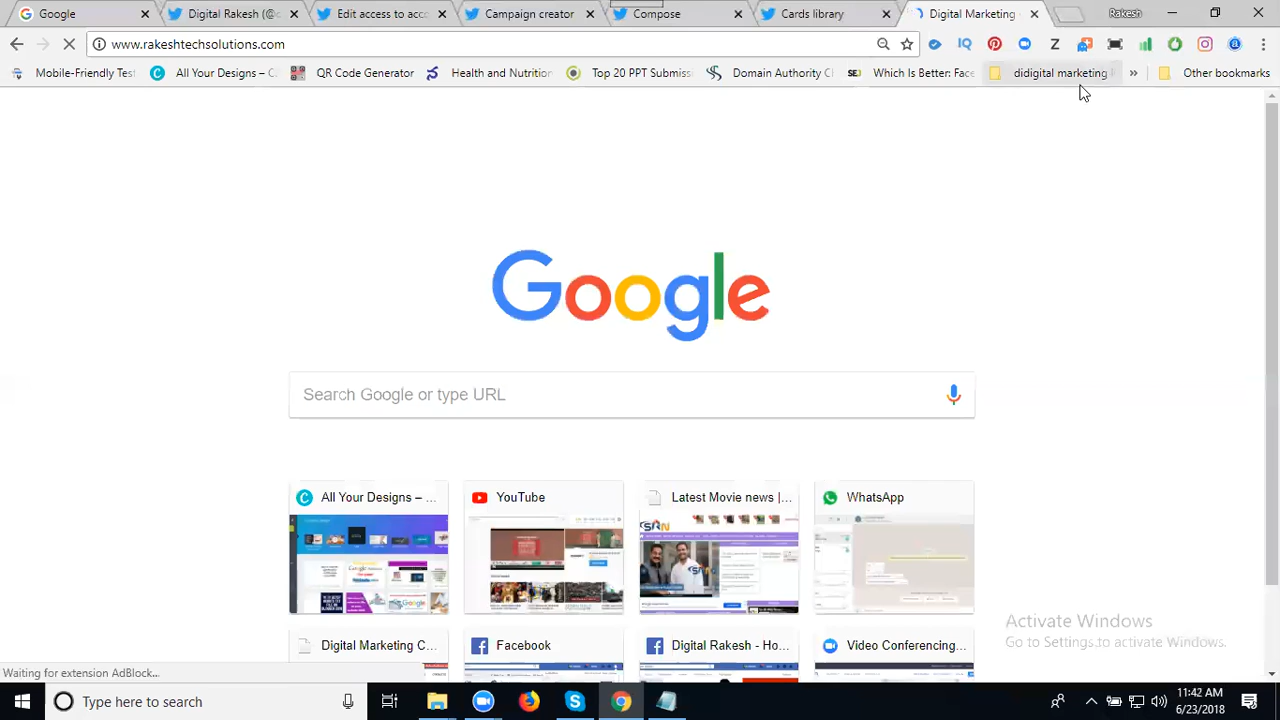 Google
Digital Rakesh (@
Edit access to acc
Campaign creator
Compose
Cards library
Digital Marketing
Rakesh
www.rakeshtechsolutions.com
Mobile-Friendly Test
All Your Designs – C
QR Code Generator
Health and Nutrition
Top 20 PPT Submiss
Domain Authority Cl
Which Is Better: Face
didigital marketing
»
Other bookmarks
Google
Search Google or type URL
All Your Designs – ...
YouTube
Latest Movie news |...
WhatsApp
Digital Marketing C...
Facebook
Digital Rakesh - Ho...
Video Conferencing,...
Activate Windows
Go to Settings to activate Windows.
Waiting for extension AdBlock...
Type here to search
11:42 AM
6/23/2018